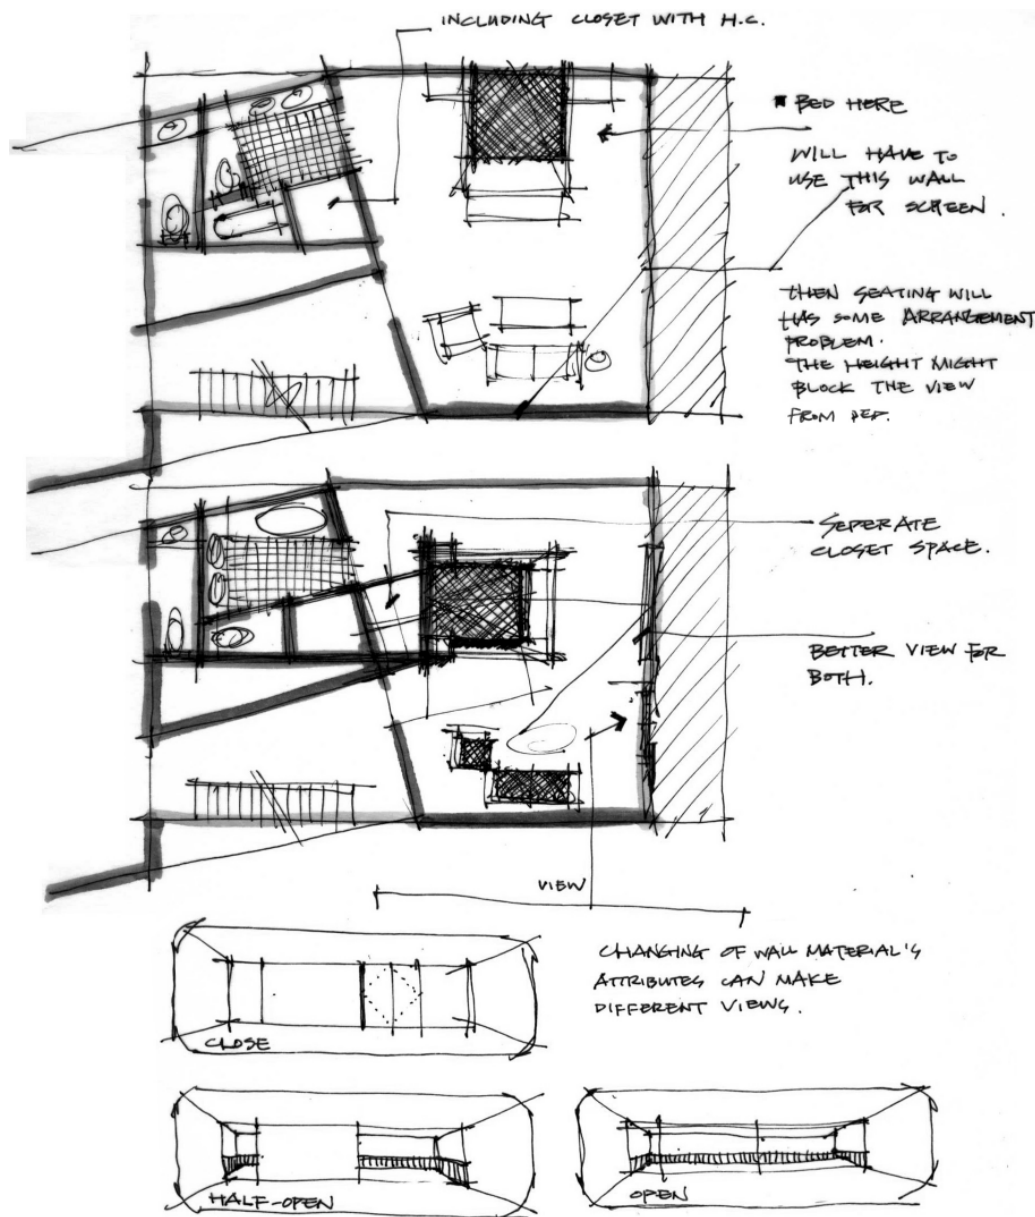 INCLUDING CLOSET WITH H.C.
BED HERE
WILL HAVE TO
USE THIS WALL
FOR SCREEN.
THEN SEATING WILL
HAS SOME ARRANGEMENT
PROBLEM.
THE HEIGHT MIGHT
BLOCK THE VIEW
FROM BED.
SEPERATE
CLOSET SPACE.
BETTER VIEW FOR
BOTH.
VIEW
CHANGING OF WALL MATERIAL'S
ATTRIBUTES CAN MAKE
DIFFERENT VIEWS.
CLOSE
HALF-OPEN
OPEN